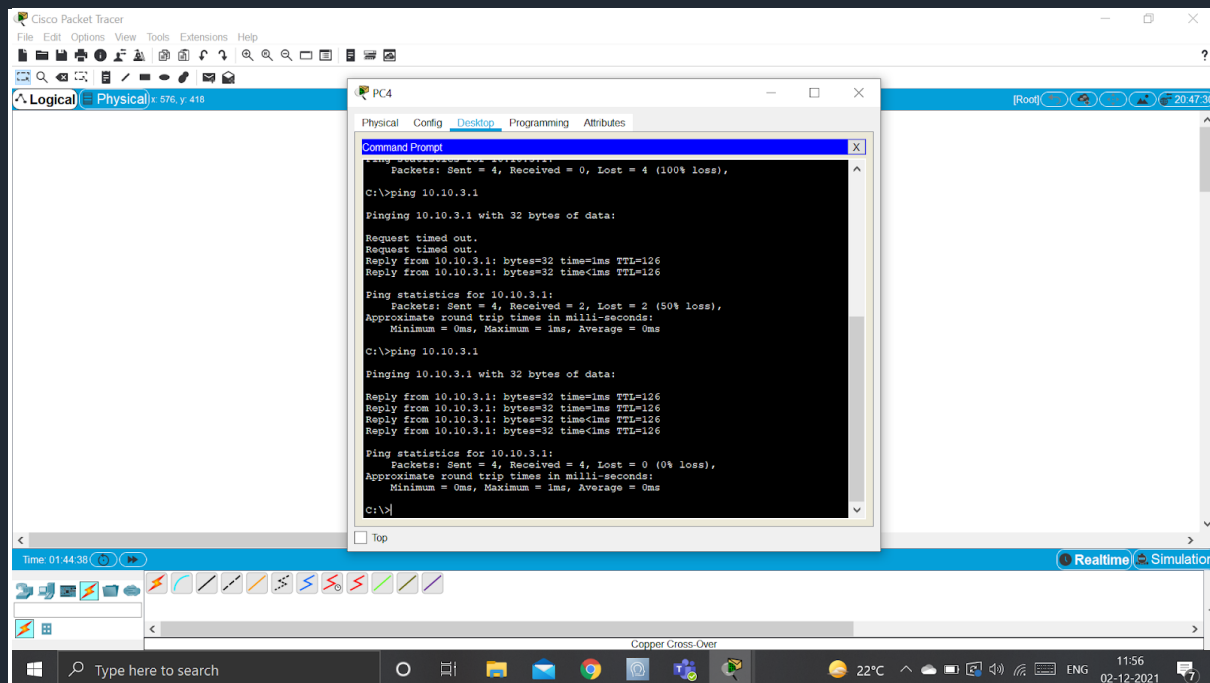 Cisco Packet Tracer
File Edit Options View Tools Extensions Help
?
Logical Physical x: 576, y: 418
[Root] 20:47:30
PC4
Physical Config Desktop Programming Attributes
Command Prompt X
Ping statistics for 10.10.3.1:
Packets: Sent = 4, Received = 0, Lost = 4 (100% loss),
C:\>ping 10.10.3.1
Pinging 10.10.3.1 with 32 bytes of data:
Request timed out.
Request timed out.
Reply from 10.10.3.1: bytes=32 time=1ms TTL=126
Reply from 10.10.3.1: bytes=32 time<1ms TTL=126
Ping statistics for 10.10.3.1:
Packets: Sent = 4, Received = 2, Lost = 2 (50% loss),
Approximate round trip times in milli-seconds:
Minimum = 0ms, Maximum = 1ms, Average = 0ms
C:\>ping 10.10.3.1
Pinging 10.10.3.1 with 32 bytes of data:
Reply from 10.10.3.1: bytes=32 time=1ms TTL=126
Reply from 10.10.3.1: bytes=32 time=1ms TTL=126
Reply from 10.10.3.1: bytes=32 time<1ms TTL=126
Reply from 10.10.3.1: bytes=32 time<1ms TTL=126
Ping statistics for 10.10.3.1:
Packets: Sent = 4, Received = 4, Lost = 0 (0% loss),
Approximate round trip times in milli-seconds:
Minimum = 0ms, Maximum = 1ms, Average = 0ms
C:\>
Top
Time: 01:44:38
Realtime Simulation
Copper Cross-Over
Type here to search
22°C ENG
11:56
02-12-2021
7